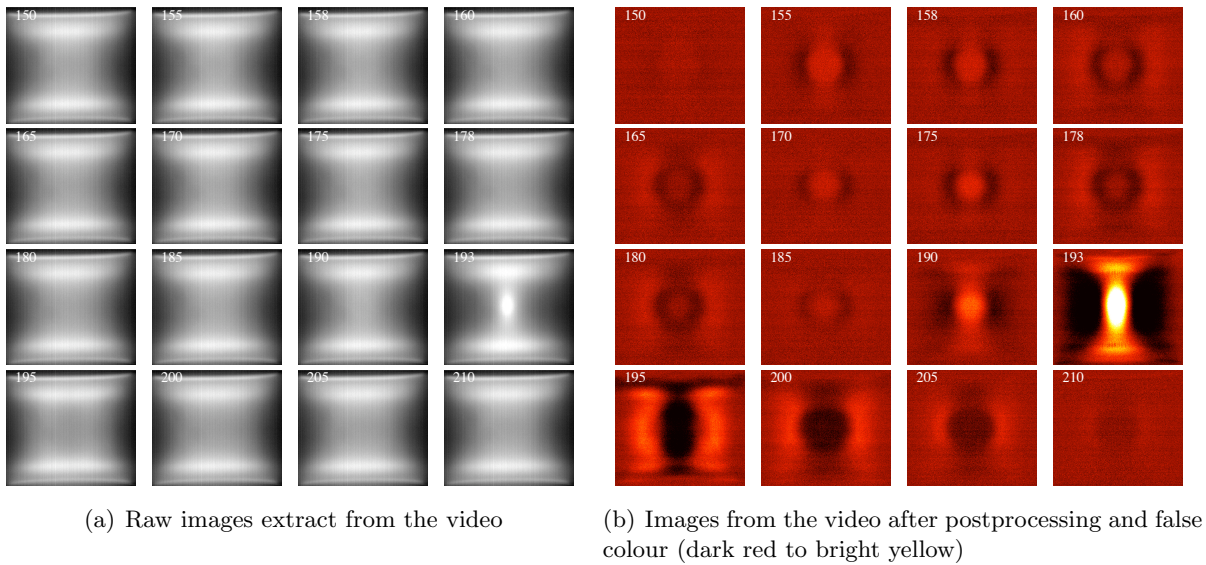 150 155 158 160
165 170 175 178
180 185 190 193
195 200 205 210
(a) Raw images extract from the video
150 155 158 160
165 170 175 178
180 185 190 193
195 200 205 210
(b) Images from the video after postprocessing and false
colour (dark red to bright yellow)